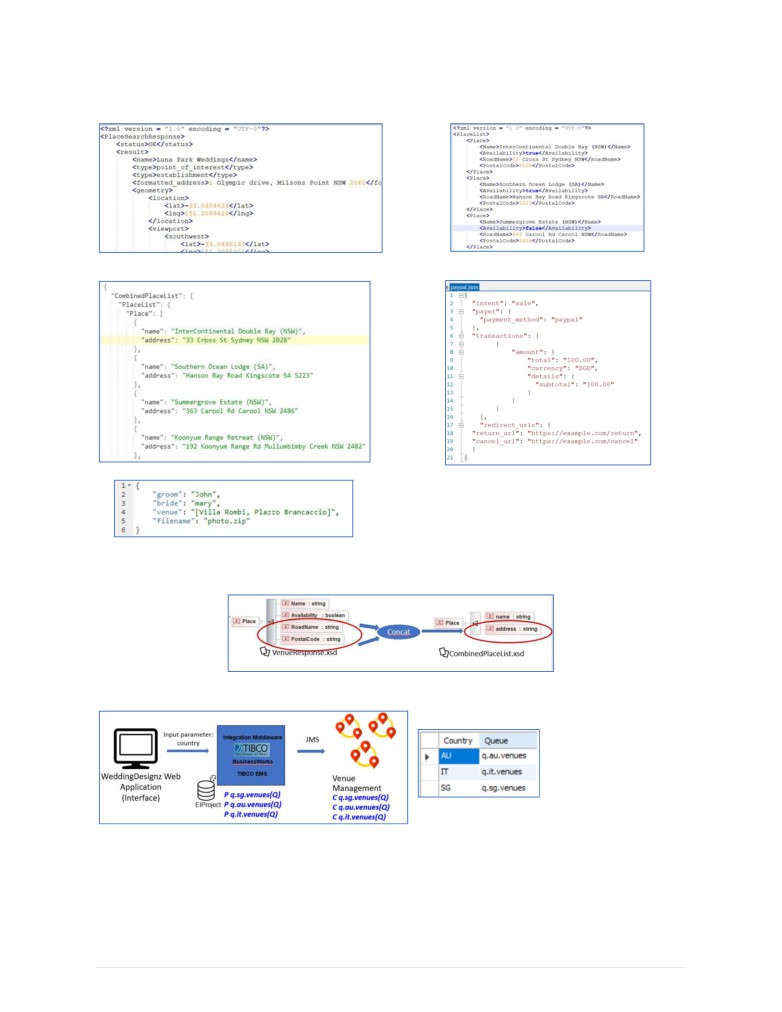 <?xml version = "1.0" encoding = "UTF-8"?>
<PlaceSearchResponse>
<status>OK</status>
<result>
<name>Luna Park Weddings</name>
<type>point_of_interest</type>
<type>establishment</type>
<formatted_address>1 Olympic drive, Milsons Point NSW 2061</fo
<geometry>
<location>
</location>
<viewport>
<southwest>
<?xml version = "1.0" encoding = "UTF-8"?>
<PlaceList>
<Place>
<Name>InterContinental Double Bay (NSW)</Name>
<Availability>true</Availability>
<RoadName>33 Cross St Sydney NSW</RoadName>
<PostalCode>2028</PostalCode>
</Place>
<Place>
<Name>Southern Ocean Lodge (SA)</Name>
<Availability>true</Availability>
<RoadName>Hanson Bay Road Kingscote SA</RoadName>
<PostalCode>5223</PostalCode>
</Place>
<Place>
<Name>Summergrove Estate (NSW)</Name>
<Availability>false</Availability>
<RoadName>363 Carool Rd Carool NSW</RoadName>
<PostalCode>2486</PostalCode>
</Place>
{
"CombinedPlaceList": {
"PlaceList": {
"Place": [
{
"name": "InterContinental Double Bay (NSW)",
"address": "33 Cross St Sydney NSW 2028"
},
{
"name": "Southern Ocean Lodge (SA)",
"address": "Hanson Bay Road Kingscote SA 5223"
},
{
"name": "Summergrove Estate (NSW)",
"address": "363 Carool Rd Carool NSW 2486"
},
{
"name": "Koonyum Range Retreat (NSW)",
"address": "192 Koonyum Range Rd Mullumbimby Creek NSW 2482"
},
paypal.json
1 {
2 "intent": "sale",
3 "payer": {
4 "payment_method": "paypal"
5 },
6 "transactions": [
7 {
8 "amount": {
9 "total": "100.00",
10 "currency": "SGD",
11 "details": {
12 "subtotal": "100.00"
13 }
14 }
15 }
16 ],
17 "redirect_urls": {
18 "return_url": "https://example.com/return",
19 "cancel_url": "https://example.com/cancel"
20 }
21 }
1 {
2 "groom": "John",
3 "bride": "mary",
4 "venue": "[Villa Rombi, Plazzo Brancaccio]",
5 "filename": "photo.zip"
6 }
Place
Name : string
Availability : boolean
RoadName : string
PostalCode : string
VenueResponse.xsd
Concat
Place
name : string
address : string
CombinedPlaceList.xsd
WeddingDesignz Web
Application
(Interface)
Input parameter:
country
Integration Middleware
TIBCO
BusinessWorks
TIBCO EMS
EIProject
P q.sg.venues(Q)
P q.au.venues(Q)
P q.it.venues(Q)
JMS
Venue
Management
C q.sg.venues(Q)
C q.au.venues(Q)
C q.it.venues(Q)
Country Queue
AU q.au.venues
IT q.it.venues
SG q.sg.venues